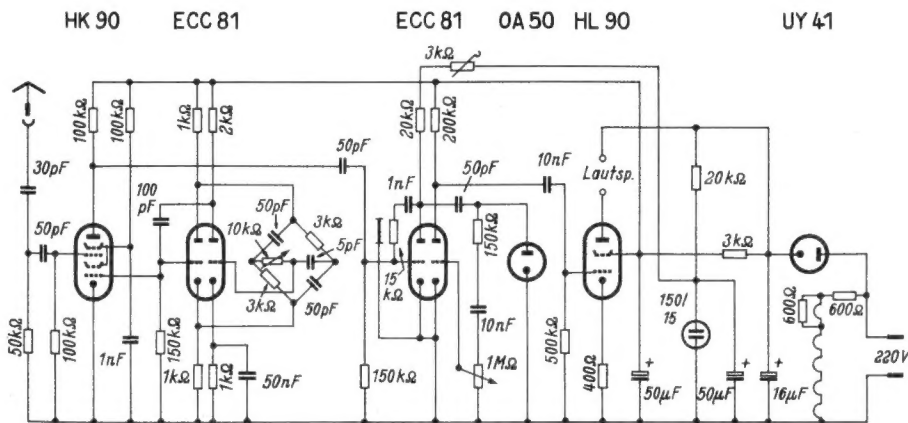 HK 90 ECC 81 ECC 81 OA 50 HL 90 UY 41
3kΩ
100kΩ 100kΩ 1kΩ 2kΩ 20kΩ 200kΩ
30pF
50pF
100
pF
50pF
10kΩ
50pF
3kΩ
5pF
3kΩ
50pF
1nF
15
kΩ
50pF
150kΩ
10nF
10nF
Lautsp.
20kΩ
3kΩ
150/
15
600Ω
600Ω
220V
50kΩ
100kΩ
1nF
150kΩ
1kΩ
1kΩ
50nF
150kΩ
1MΩ
500kΩ
400Ω
+
50µF
+
50µF
+
16µF